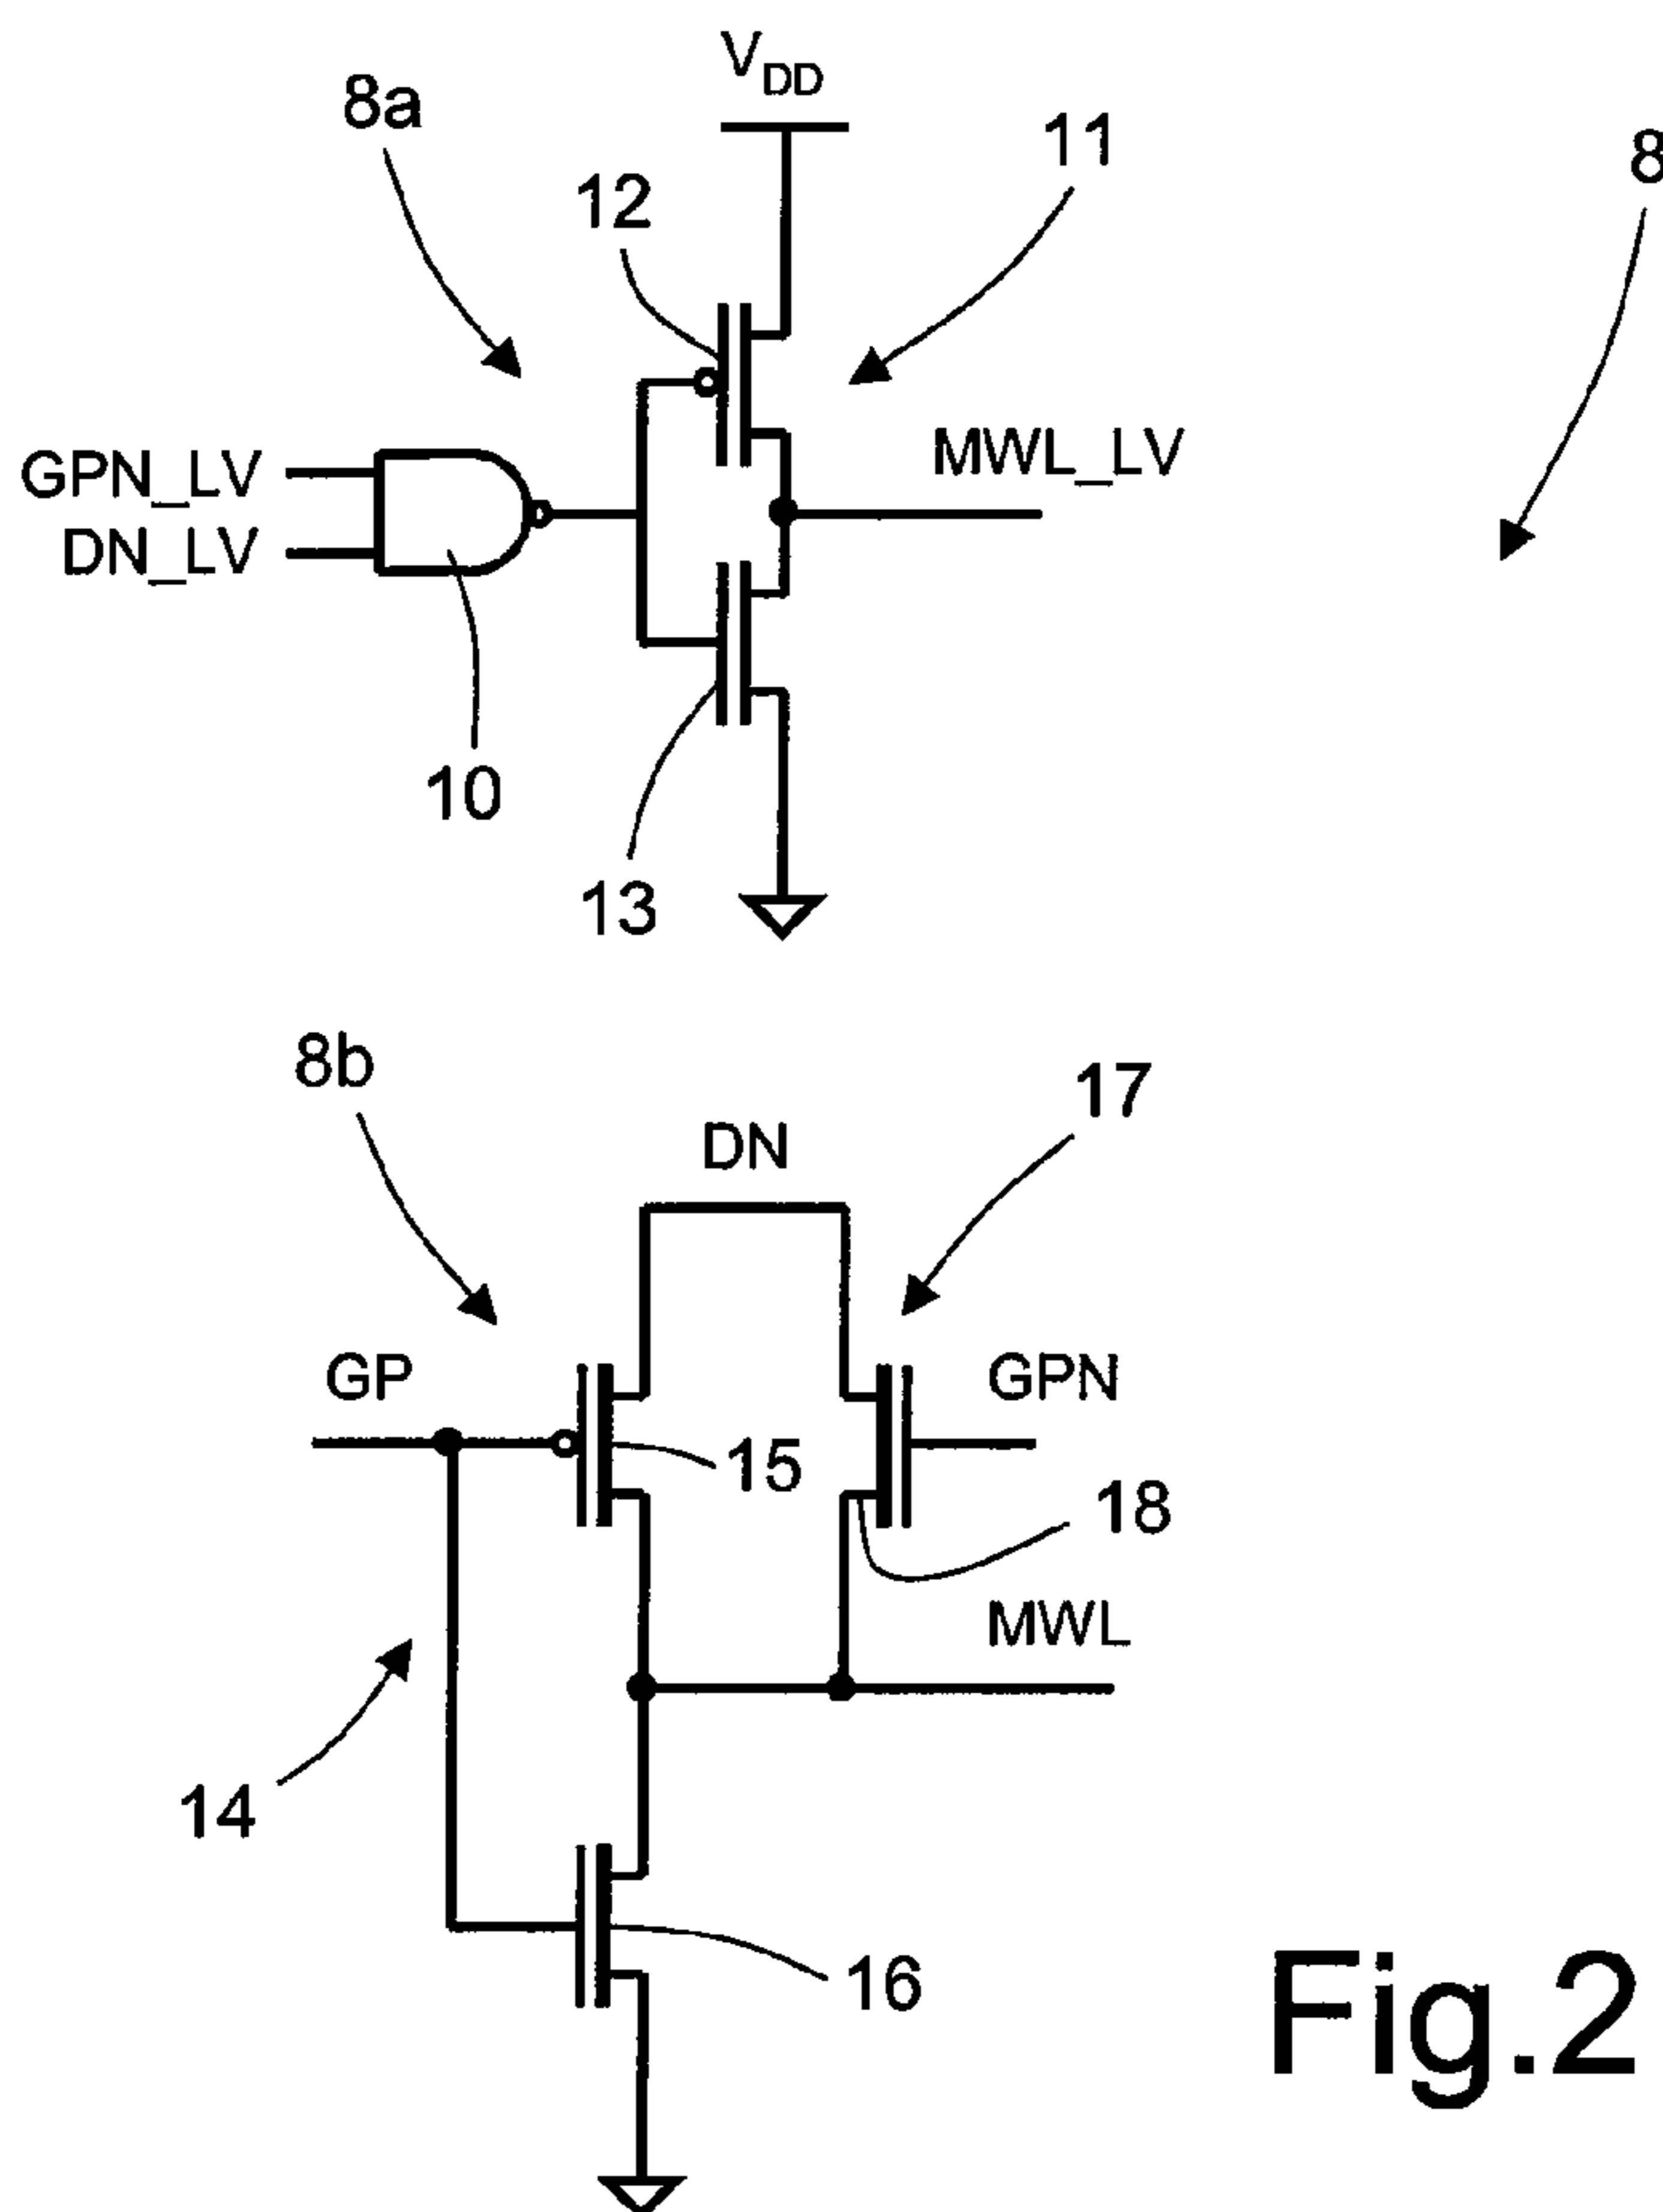 V_DD
8a
11
8
12
GPN_LV
MWL_LV
DN_LV
10
13
8b
17
DN
GP
GPN
15
18
MWL
14
16
Fig.2